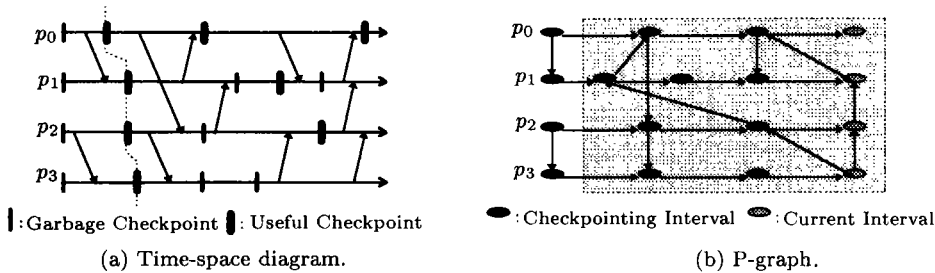 p0
p1
p2
p3
: Garbage Checkpoint : Useful Checkpoint
(a) Time-space diagram.
p0
p1
p2
p3
: Checkpointing Interval : Current Interval
(b) P-graph.